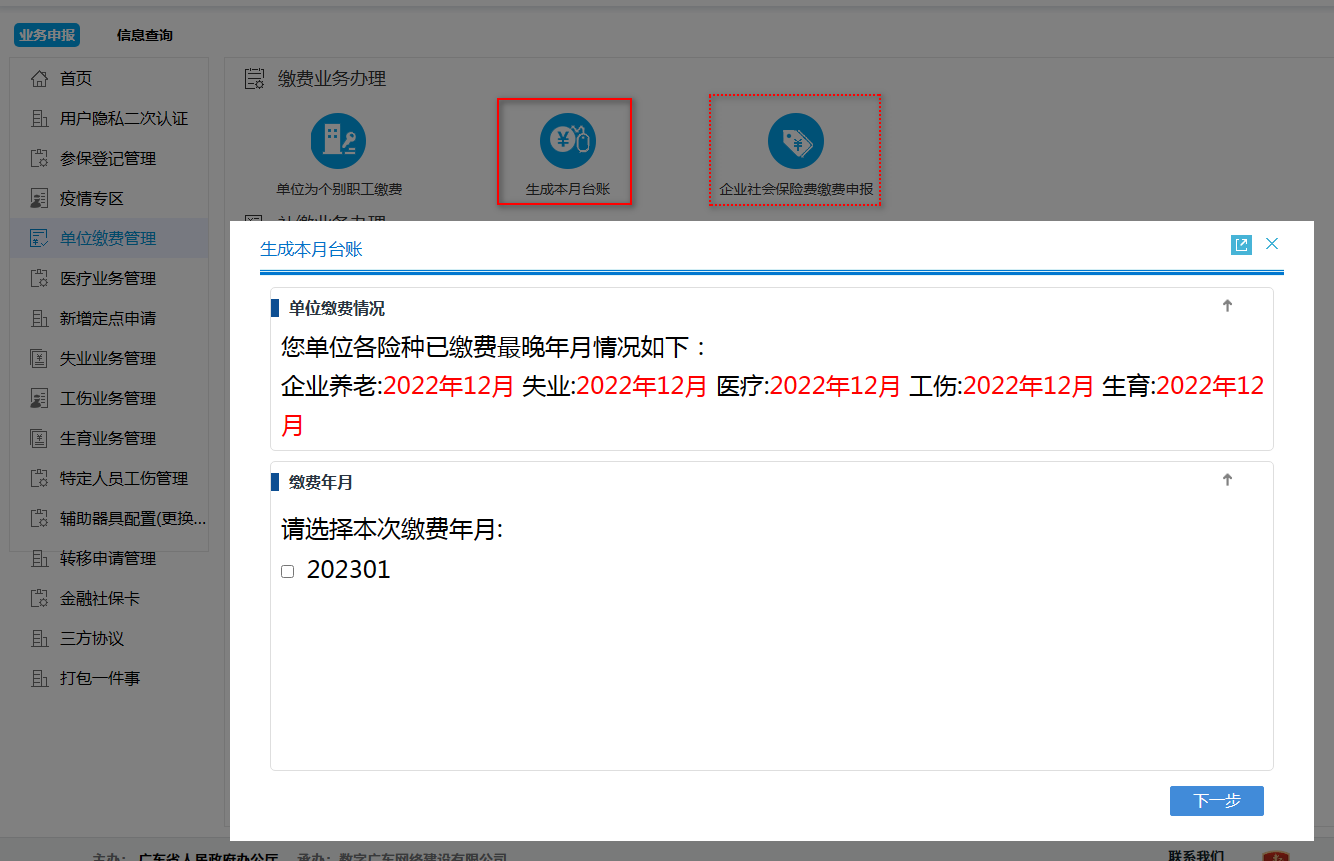 业务申报 信息查询
首页
用户隐私二次认证
参保登记管理
疫情专区
单位缴费管理
医疗业务管理
新增定点申请
失业业务管理
工伤业务管理
生育业务管理
特定人员工伤管理
辅助器具配置(更换...
转移申请管理
金融社保卡
三方协议
打包一件事
缴费业务办理
单位为个别职工缴费
生成本月台账
企业社会保险费缴费申报
补缴业务办理
生成本月台账
单位缴费情况
您单位各险种已缴费最晚年月情况如下：
企业养老:2022年12月 失业:2022年12月 医疗:2022年12月 工伤:2022年12月 生育:2022年12
月
缴费年月
请选择本次缴费年月:
202301
下一步
主办： 广东省人民政府办公厅 承办：数字广东网络建设有限公司
联系我们